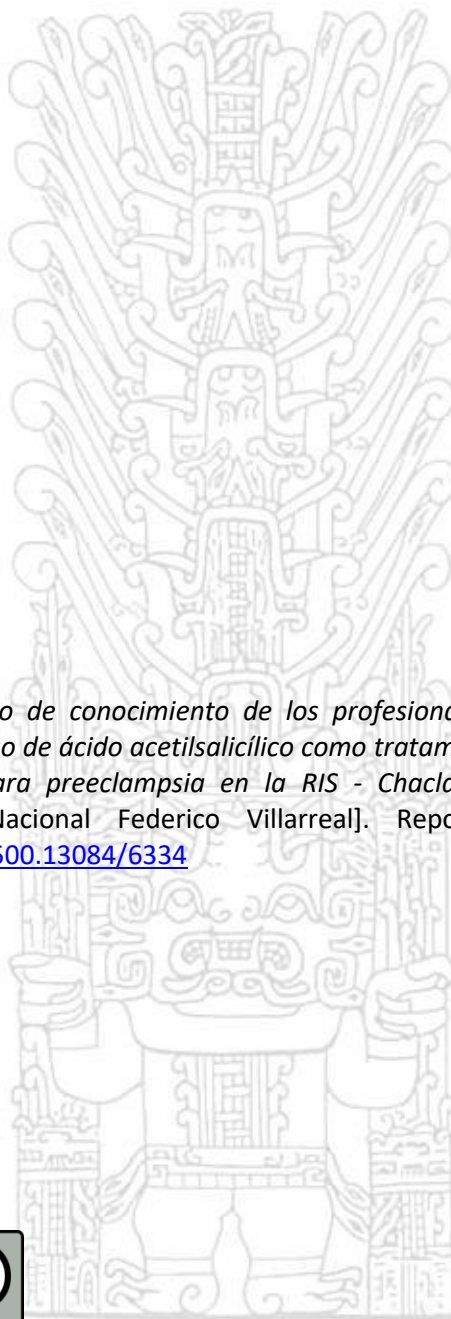 de conocimiento de los profesiona
de ácido acetilsalicílico como tratam
ara preeclampsia en la RIS - Chacla
Nacional Federico Villarreal]. Repo
500.13084/6334